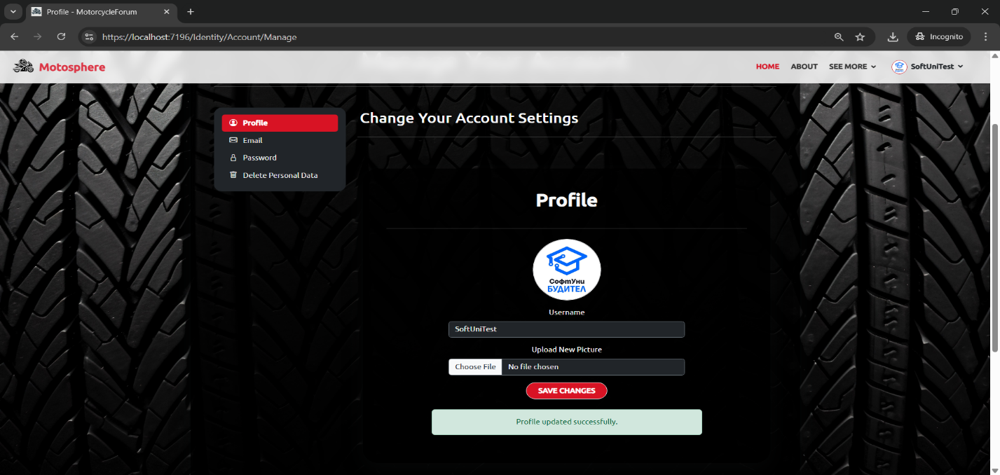 Profile - MotorcycleForum
https://localhost:7196/Identity/Account/Manage
Incognito
Motosphere
HOME
ABOUT
SEE MORE
SoftUniTest
Manage Your Account
Profile
Email
Password
Delete Personal Data
Change Your Account Settings
Profile
СофтУни
БУДИТЕЛ
Username
SoftUniTest
Upload New Picture
Choose File
No file chosen
SAVE CHANGES
Profile updated successfully.